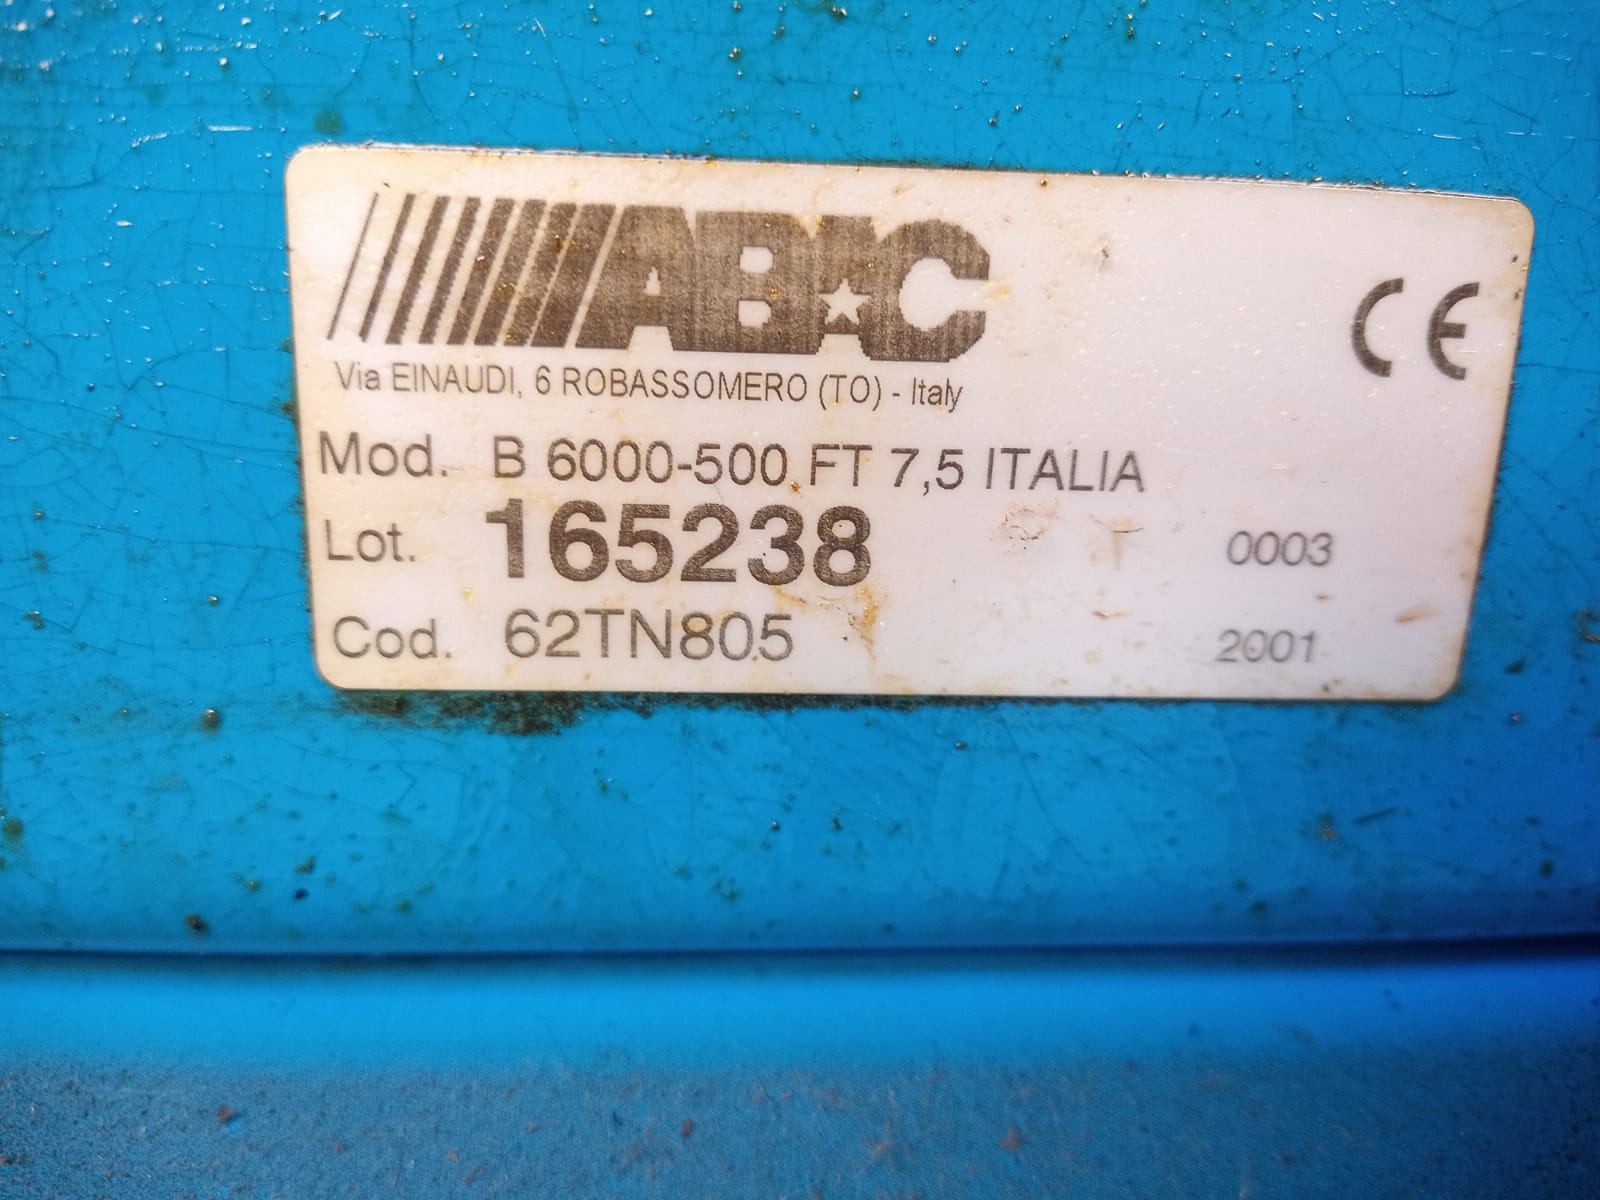 ABAC
CE
Via EINAUDI, 6 ROBASSOMERO (TO) - Italy
Mod. B 6000-500 FT 7,5 ITALIA
Lot. 165238 0003
Cod. 62TN805 2001